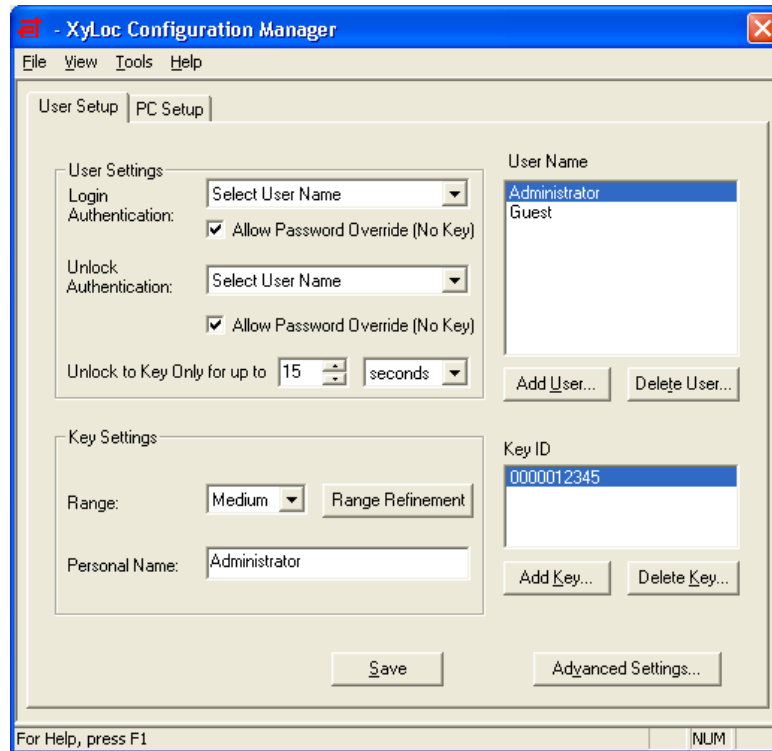 - XyLoc Configuration Manager
File View Tools Help
User Setup PC Setup
User Settings
Login
Authentication:
Select User Name
Allow Password Override (No Key)
Unlock
Authentication:
Select User Name
Allow Password Override (No Key)
Unlock to Key Only for up to 15 seconds
User Name
Administrator
Guest
Add User... Delete User...
Key Settings
Range: Medium Range Refinement
Personal Name: Administrator
Key ID
0000012345
Add Key... Delete Key...
Save Advanced Settings...
For Help, press F1 NUM